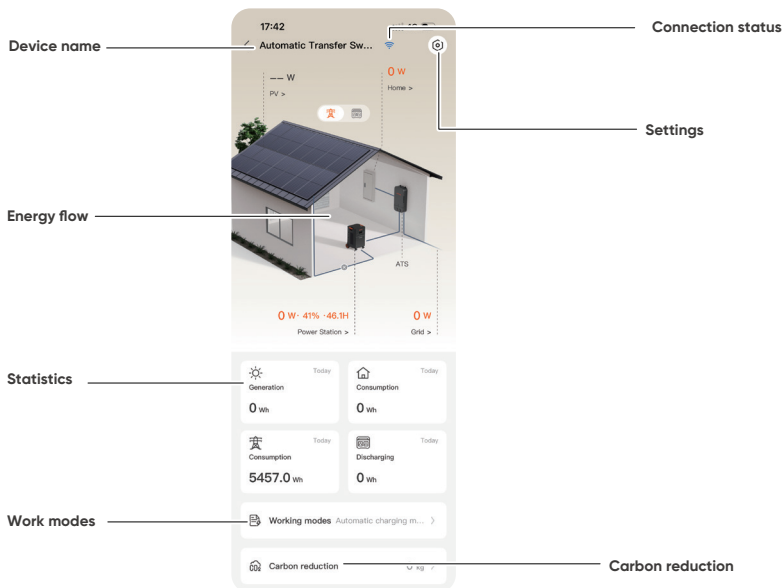 17:42
Connection status
Device name
Automatic Transfer Sw...
-- W
PV >
0 W
Home >
Settings
Energy flow
ATS
0 W· 41% ·46.1H
Power Station >
0 W
Grid >
Statistics
Today
Generation
0 Wh
Today
Consumption
0 Wh
Today
Consumption
5457.0 Wh
Today
Discharging
0 Wh
Work modes
Working modes Automatic charging m... >
CO₂ Carbon reduction kg >
Carbon reduction